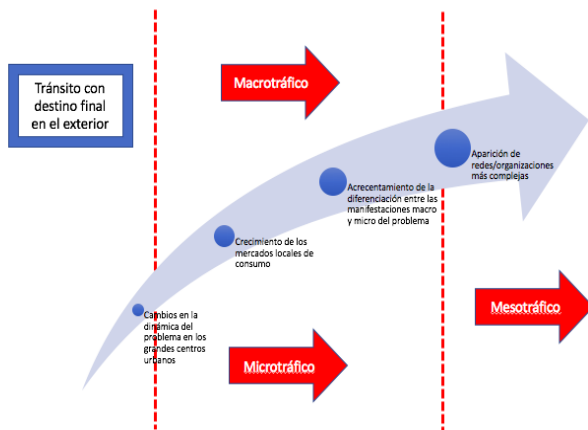 Tránsito con
destino final
en el exterior
Macrotráfico
Aparición de
redes/organizaciones
más complejas
Acrecentamiento de la
diferenciación entre las
manifestaciones macro
y micro del problema
Crecimiento de los
mercados locales de
consumo
Cambios en la
dinámica del
problema en los
grandes centros
urbanos
Microtráfico
Mesotráfico